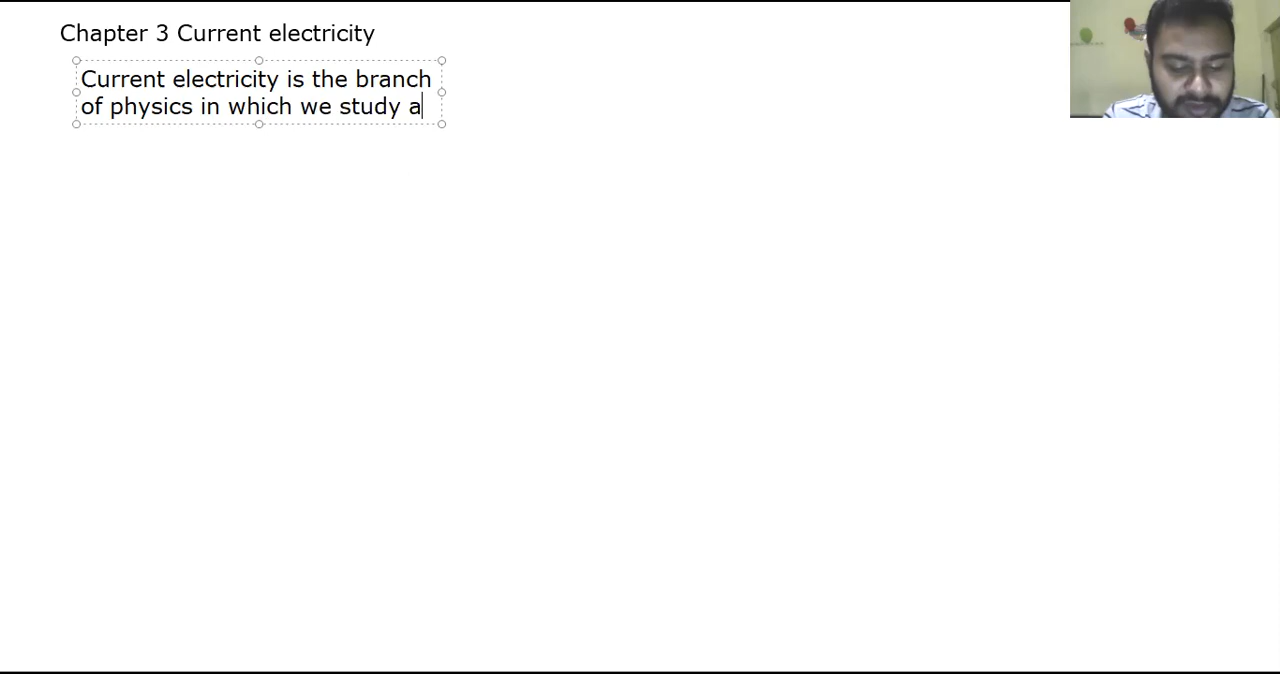 Chapter 3 Current electricity
Current electricity is the branch
of physics in which we study a